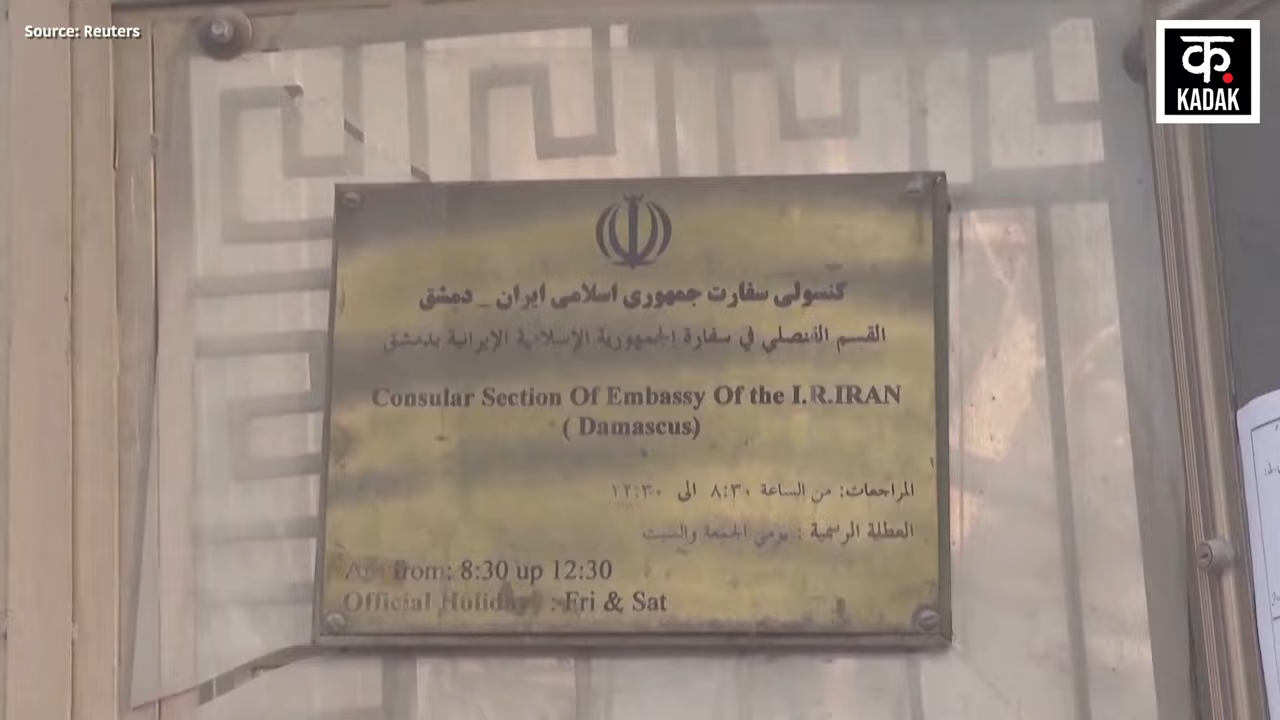 Source: Reuters
क.
KADAK
کنسولی سفارت جمهوری اسلامی ایران _ دمشق
القسم القنصلي في سفارة الجمهورية الإسلامية الإيرانية بدمشق
Consular Section Of Embassy Of the I.R.IRAN
( Damascus)
المراجعات: من الساعة ٨:٣٠ الى ١٢:٣٠
العطلة الرسمية : يومي الجمعة والسبت
from: 8:30 up 12:30
Official Holiday : Fri & Sat